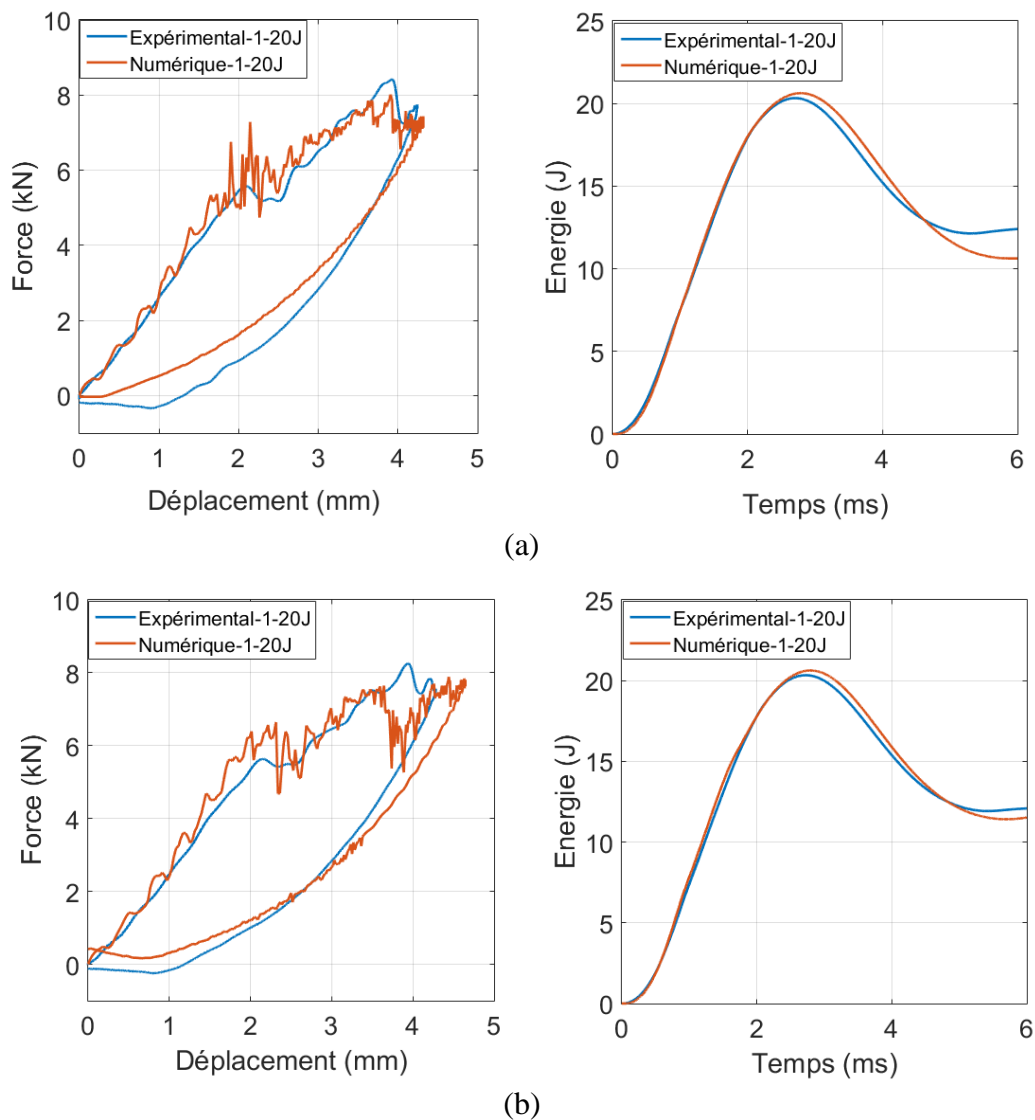 Expérimental-1-20J
Numérique-1-20J
10
8
6
4
2
0
Force (kN)
0 1 2 3 4 5
Déplacement (mm)
Expérimental-1-20J
Numérique-1-20J
25
20
15
10
5
0
Energie (J)
0 2 4 6
Temps (ms)
(a)
Expérimental-1-20J
Numérique-1-20J
10
8
6
4
2
0
Force (kN)
0 1 2 3 4 5
Déplacement (mm)
Expérimental-1-20J
Numérique-1-20J
25
20
15
10
5
0
Energie (J)
0 2 4 6
Temps (ms)
(b)